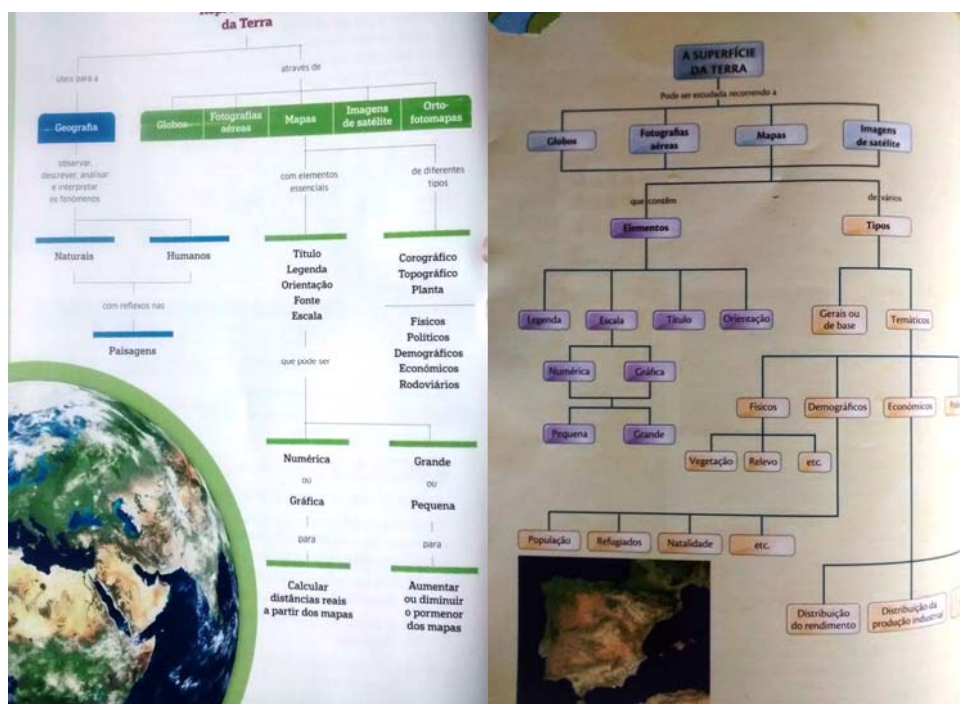 da Terra
úteis para a
através de
Geografia
Globos
Fotografias
aéreas
Mapas
Imagens
de satélite
Orto-
fotomapas
observar,
descrever, analisar
e interpretar
os fenómenos
com elementos
essenciais
de diferentes
tipos
Naturais
Humanos
com reflexos nas
Paisagens
Título
Legenda
Orientação
Fonte
Escala
Corográfico
Topográfico
Planta
Físicos
Políticos
Demográficos
Económicos
Rodoviários
que pode ser
Numérica
ou
Gráfica
para
Calcular
distâncias reais
a partir dos mapas
Grande
ou
Pequena
para
Aumentar
ou diminuir
o pormenor
dos mapas
A SUPERFÍCIE
DA TERRA
Pode ser estudada recorrendo a
Globos
Fotografias
aéreas
Mapas
Imagens
de satélite
que contêm
de vários
Elementos
Tipos
Legenda
Escala
Título
Orientação
Gerais ou
de base
Temáticos
Numérica
Gráfica
Pequena
Grande
Físicos
Demográficos
Económicos
Vegetação
Relevo
etc.
População
Refugiados
Natalidade
etc.
Distribuição
do rendimento
Distribuição da
produção industrial